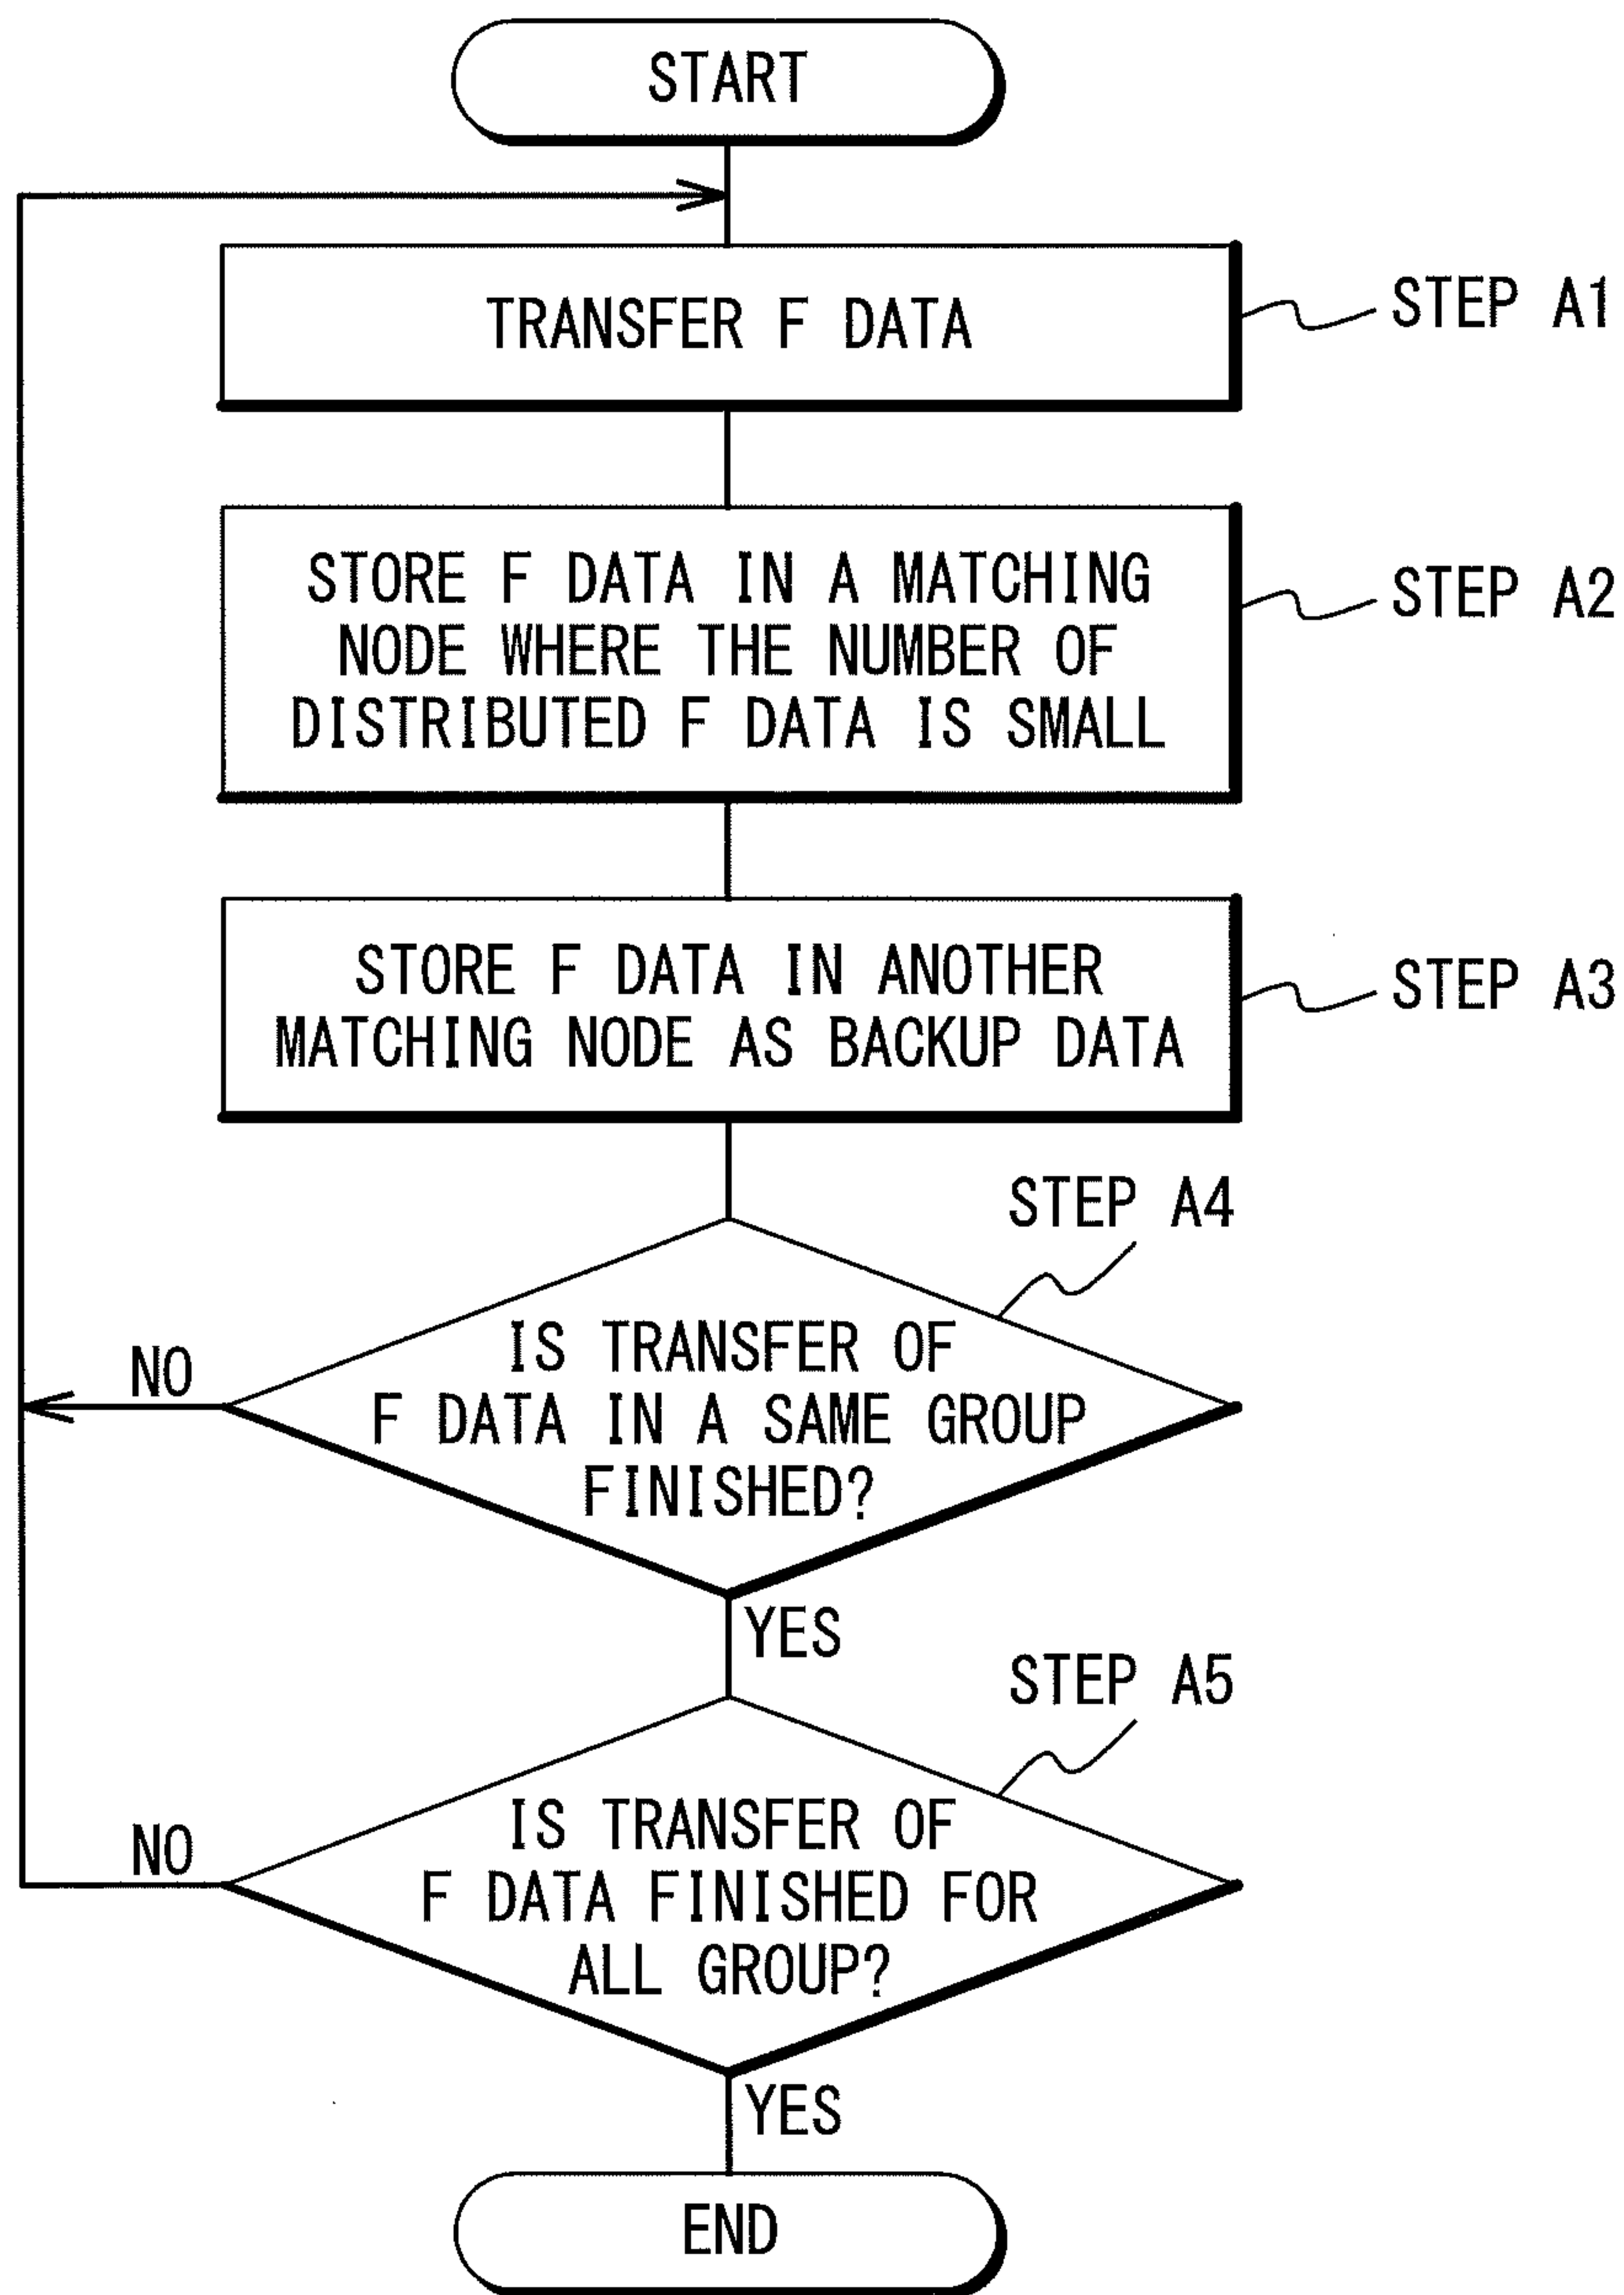 START
TRANSFER F DATA
STEP A1
STORE F DATA IN A MATCHING
NODE WHERE THE NUMBER OF
DISTRIBUTED F DATA IS SMALL
STEP A2
STORE F DATA IN ANOTHER
MATCHING NODE AS BACKUP DATA
STEP A3
STEP A4
IS TRANSFER OF
F DATA IN A SAME GROUP
FINISHED?
NO
YES
STEP A5
IS TRANSFER OF
F DATA FINISHED FOR
ALL GROUP?
NO
YES
END